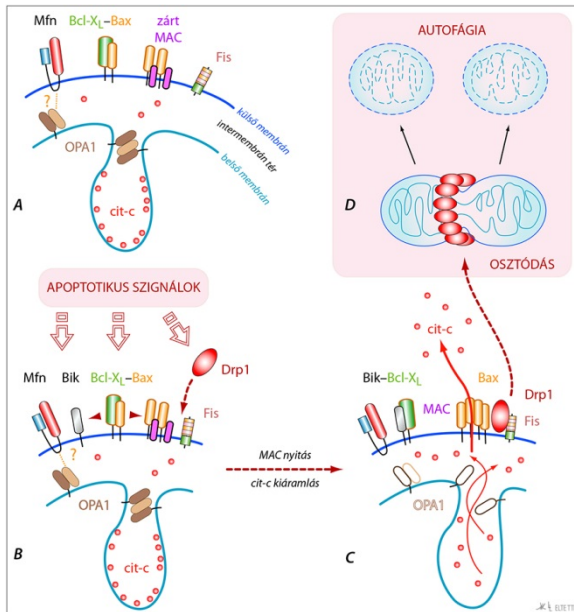 Mfn
Bcl-XL–Bax
zárt
MAC
Fis
?
OPA1
külső membrán
intermembrán tér
belső membrán
cit-c
A
APOPTOTIKUS SZIGNÁLOK
Mfn
Bik
Bcl-XL–Bax
Drp1
Fis
?
OPA1
cit-c
B
MAC nyitás
cit-c kiáramlás
AUTOFÁGIA
D
OSZTÓDÁS
cit-c
Bik–Bcl-XL
Bax
Drp1
MAC
Fis
OPA1
C